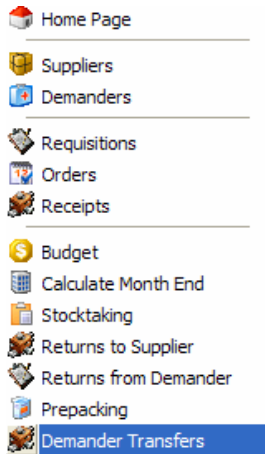 Home Page
Suppliers
Demanders
Requisitions
Orders
Receipts
Budget
Calculate Month End
Stocktaking
Returns to Supplier
Returns from Demander
Prepacking
Demander Transfers